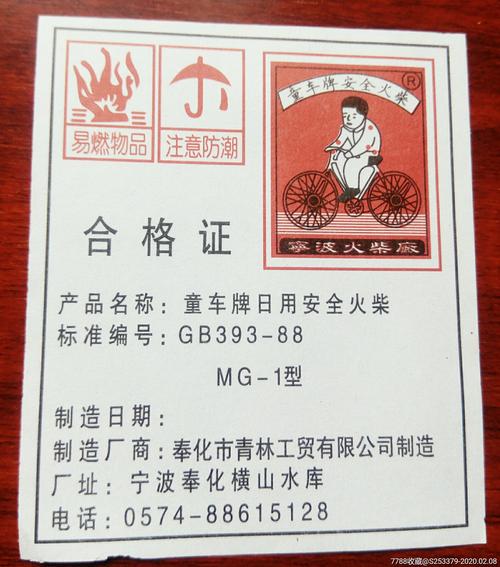 易燃物品
注意防潮
童车牌安全火柴
®
寧波火柴廠
合格证
产品名称：童车牌日用安全火柴
标准编号：GB393-88
MG-1型
制造日期：
制造厂商：奉化市青林工贸有限公司制造
厂址：宁波奉化横山水库
电话：0574-88615128
7788收藏@S253379-2020.02.08